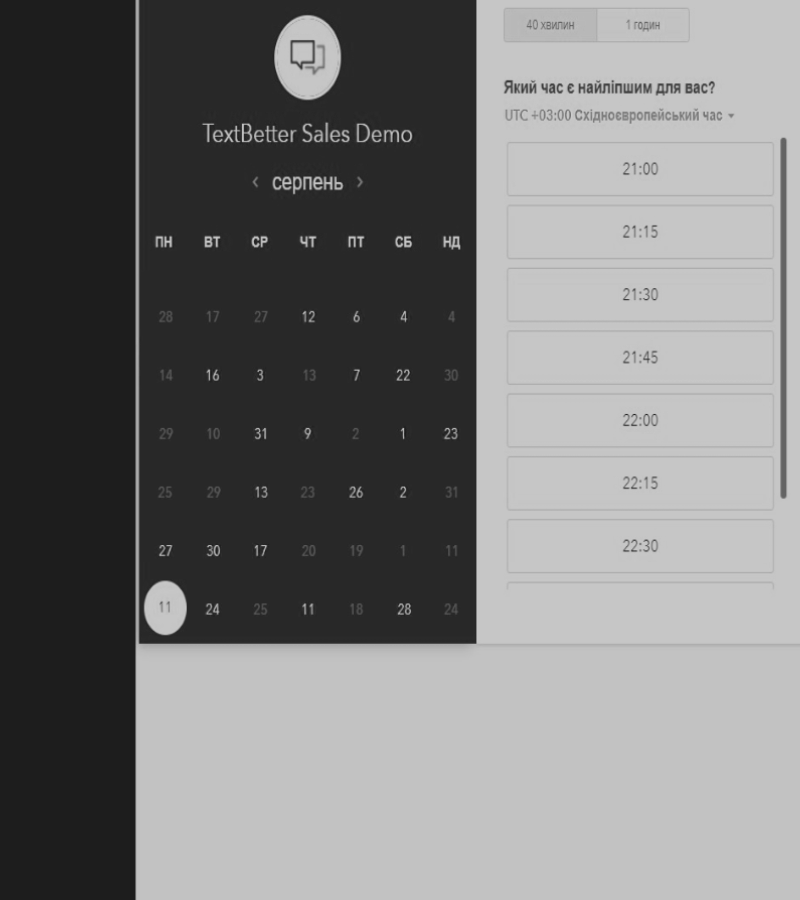 TextBetter Sales Demo
‹ серпень ›
ПН ВТ СР ЧТ ПТ СБ НД
28 17 27 12 6 4 4
14 16 3 13 7 22 30
29 10 31 9 2 1 23
25 29 13 23 26 2 31
27 30 17 20 19 1 11
11 24 25 11 18 28 24
40 хвилин 1 годин
Який час є найліпшим для вас?
UTC +03:00 Східноєвропейський час
21:00
21:15
21:30
21:45
22:00
22:15
22:30